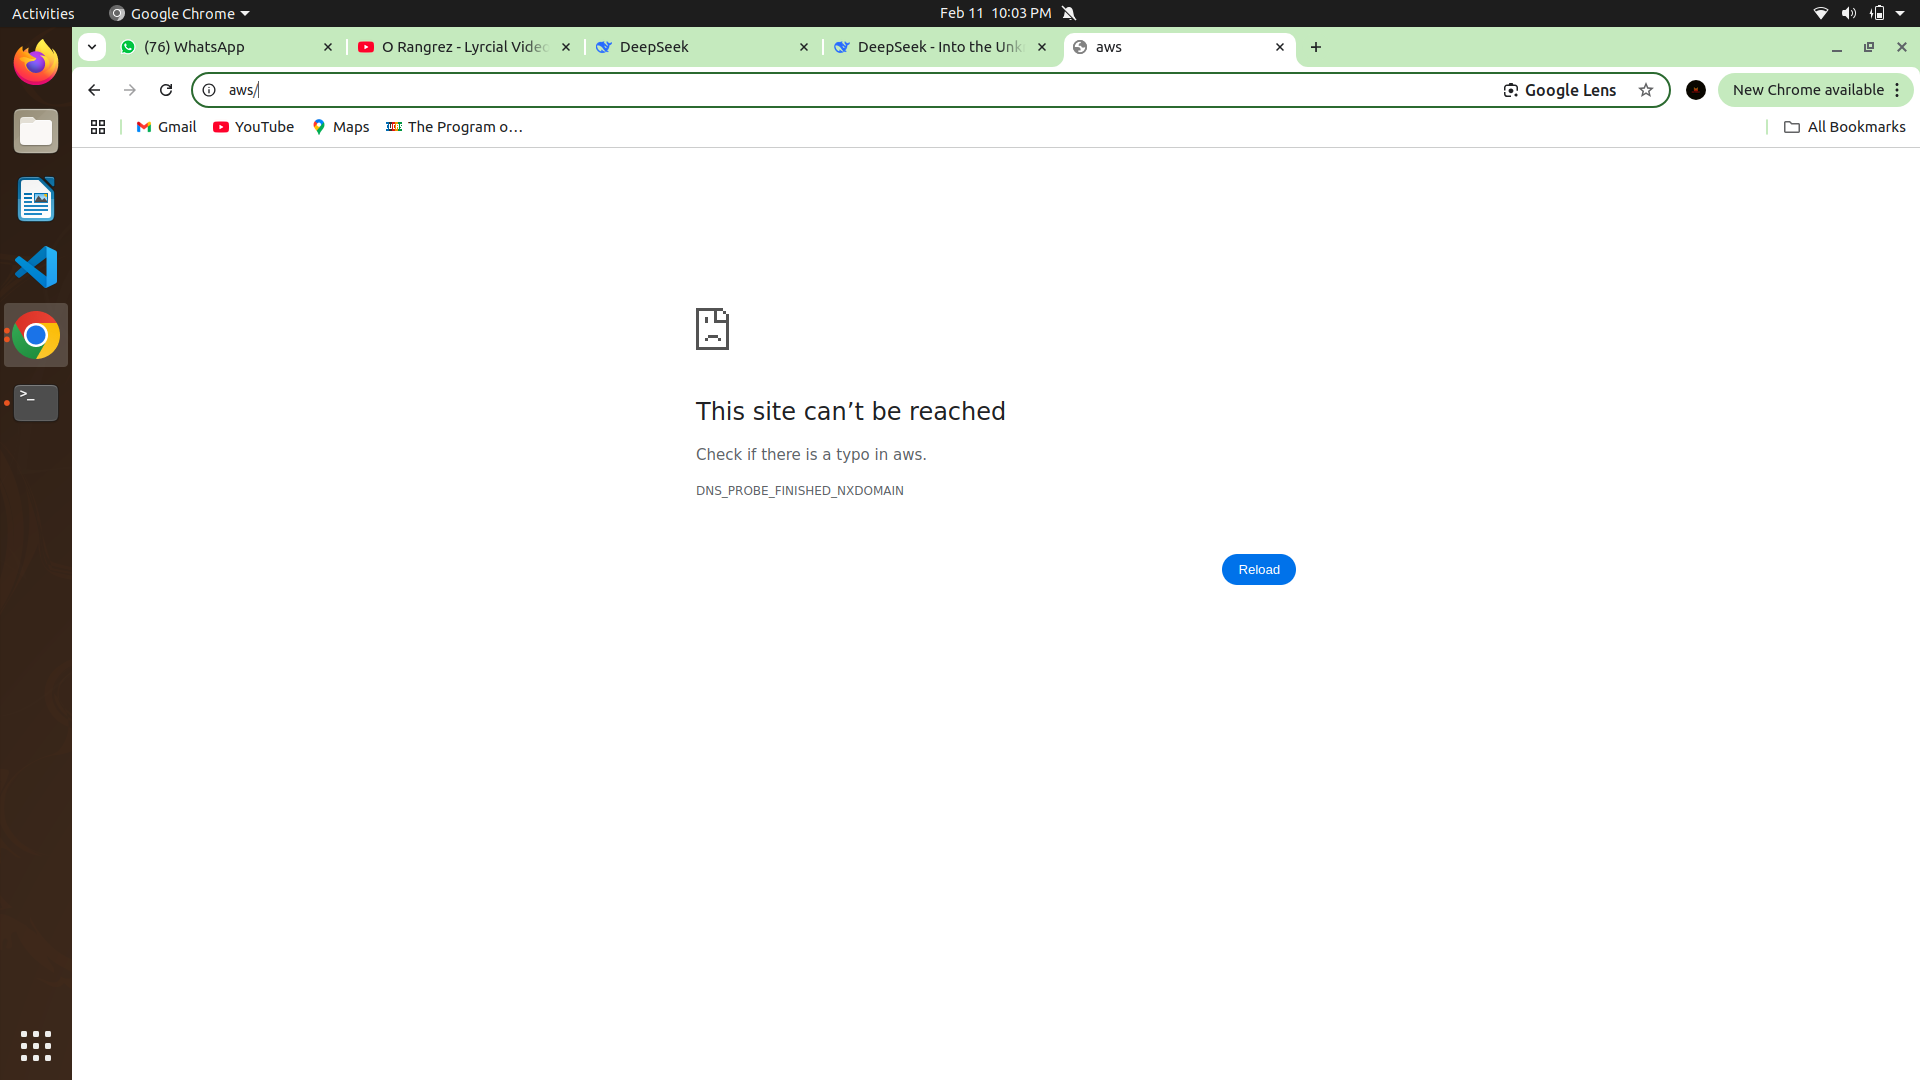 Activities
Google Chrome
Feb 11 10:03 PM
(76) WhatsApp
O Rangrez - Lyrcial Video
DeepSeek
DeepSeek - Into the Unk
aws
aws/
Google Lens
New Chrome available
Gmail
YouTube
Maps
The Program o…
All Bookmarks
>_
This site can’t be reached
Check if there is a typo in aws.
DNS_PROBE_FINISHED_NXDOMAIN
Reload